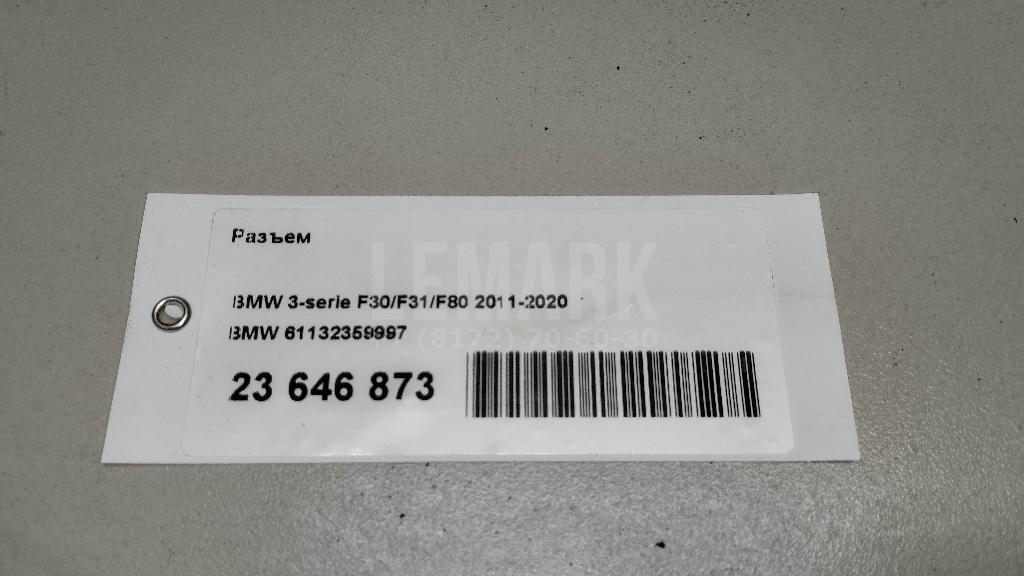 Разъем
LEMARK
BMW 3-serie F30/F31/F80 2011-2020
(8172) 70-60-30
BMW 61132359997
23 646 873